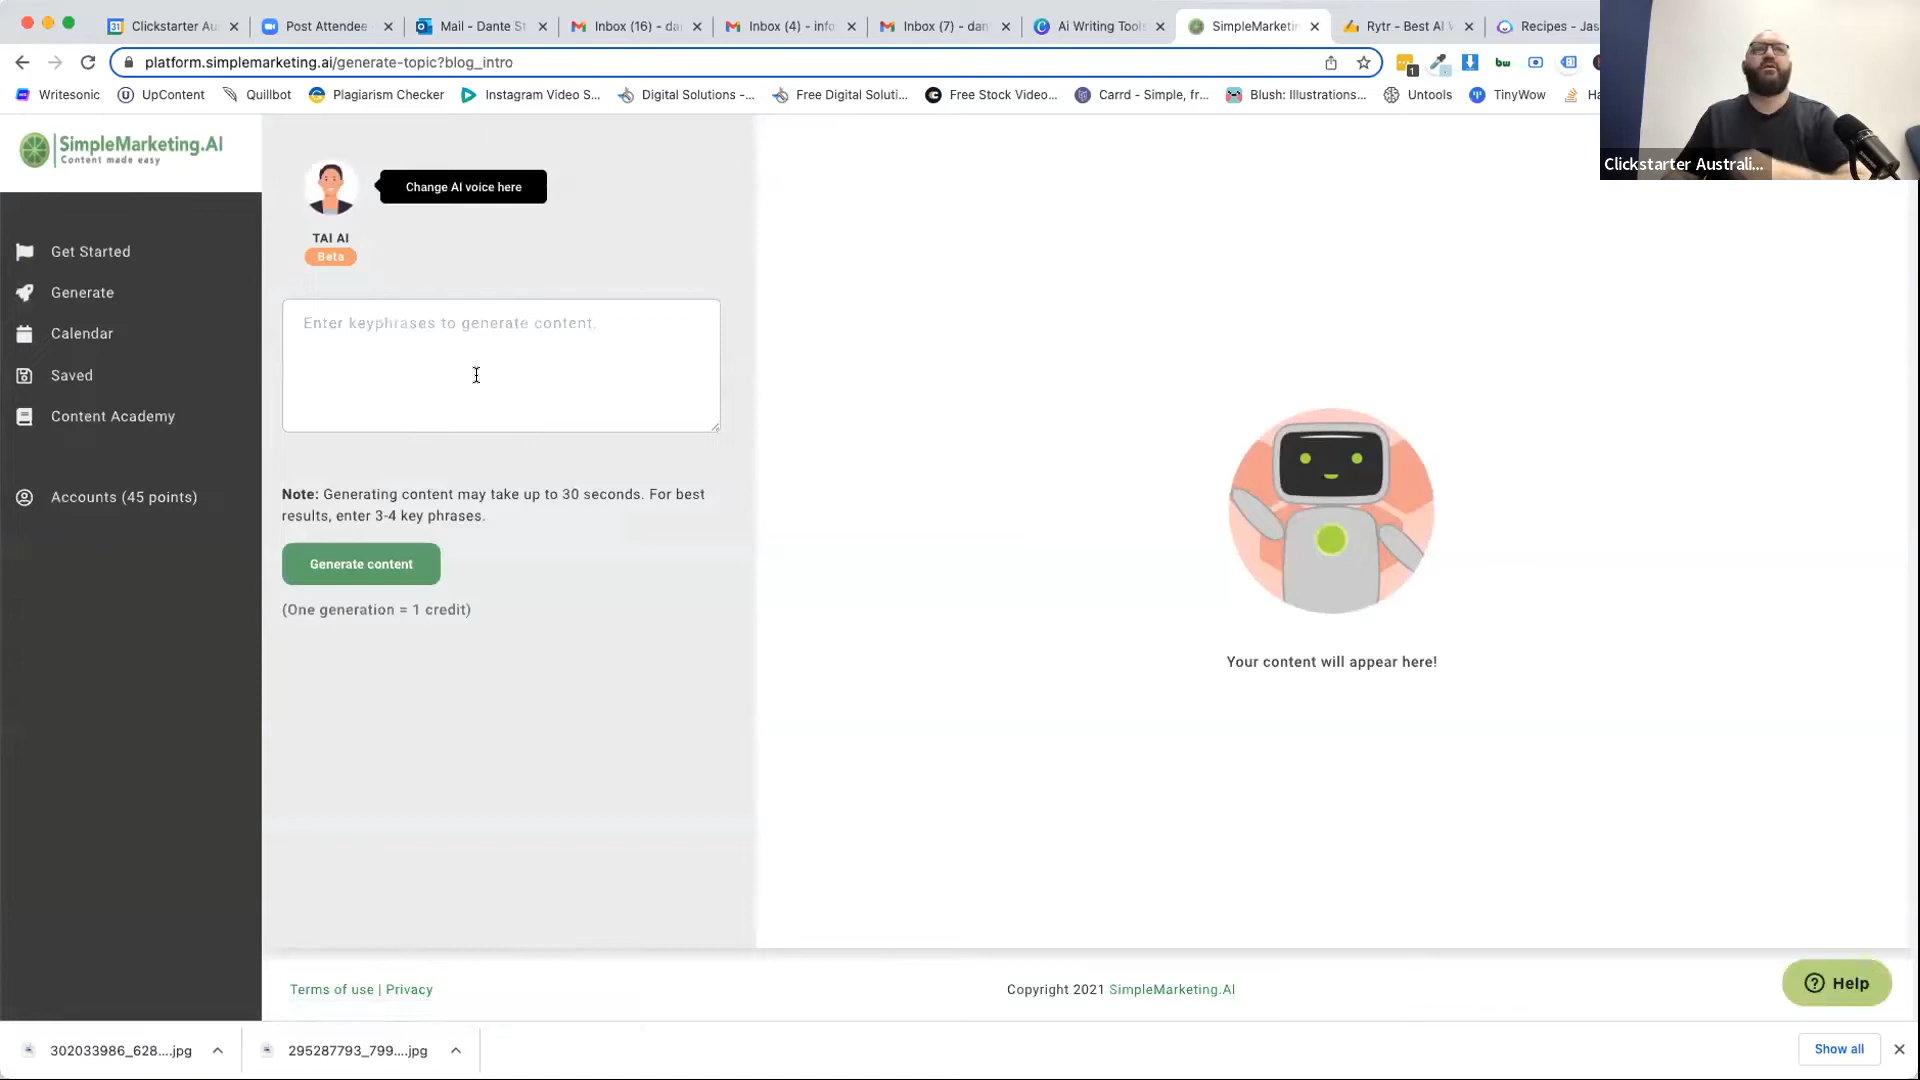 Clickstarter Au
Post Attendee
Mail - Dante St
Inbox (16) - da
Inbox (4) - info
Inbox (7) - dan
Ai Writing Tools
SimpleMarketin
Rytr - Best AI W
Recipes - Jas
platform.simplemarketing.ai/generate-topic?blog_intro
1
Writesonic
UpContent
Quillbot
Plagiarism Checker
Instagram Video S...
Digital Solutions -...
Free Digital Soluti...
Free Stock Video...
Carrd - Simple, fr...
Blush: Illustrations...
Untools
TinyWow
Ha
Clickstarter Australi...
SimpleMarketing.AI
Content made easy
Change AI voice here
TAI AI
Beta
Get Started
Generate
Calendar
Saved
Content Academy
Accounts (45 points)
Enter keyphrases to generate content.
Note: Generating content may take up to 30 seconds. For best
results, enter 3-4 key phrases.
Generate content
(One generation = 1 credit)
Your content will appear here!
Terms of use | Privacy
Copyright 2021 SimpleMarketing.AI
Help
302033986_628....jpg
295287793_799....jpg
Show all